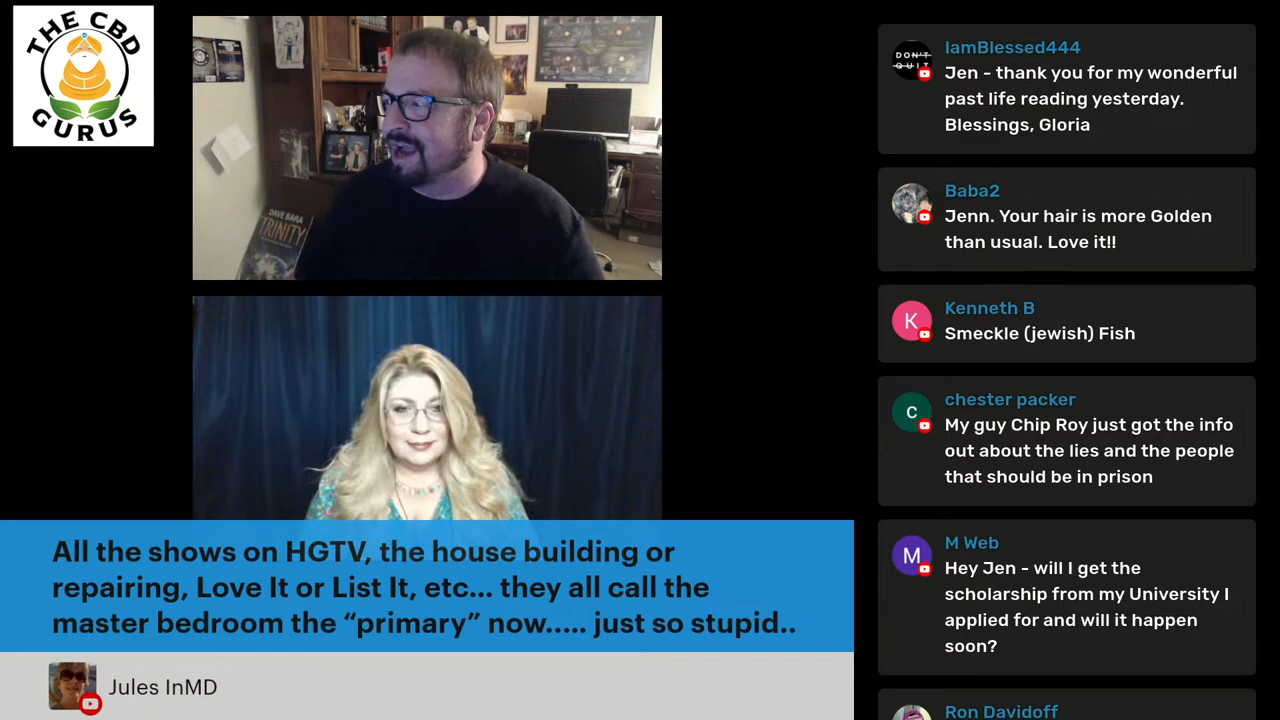 THE CBD
GURUS
DAVE BARA
TRINITY
All the shows on HGTV, the house building or
repairing, Love It or List It, etc... they all call the
master bedroom the “primary” now..... just so stupid..
Jules InMD
DON'T
QUIT
IamBlessed444
Jen - thank you for my wonderful
past life reading yesterday.
Blessings, Gloria
Baba2
Jenn. Your hair is more Golden
than usual. Love it!!
K
Kenneth B
Smeckle (jewish) Fish
c
chester packer
My guy Chip Roy just got the info
out about the lies and the people
that should be in prison
M
M Web
Hey Jen - will I get the
scholarship from my University I
applied for and will it happen
soon?
Ron Davidoff